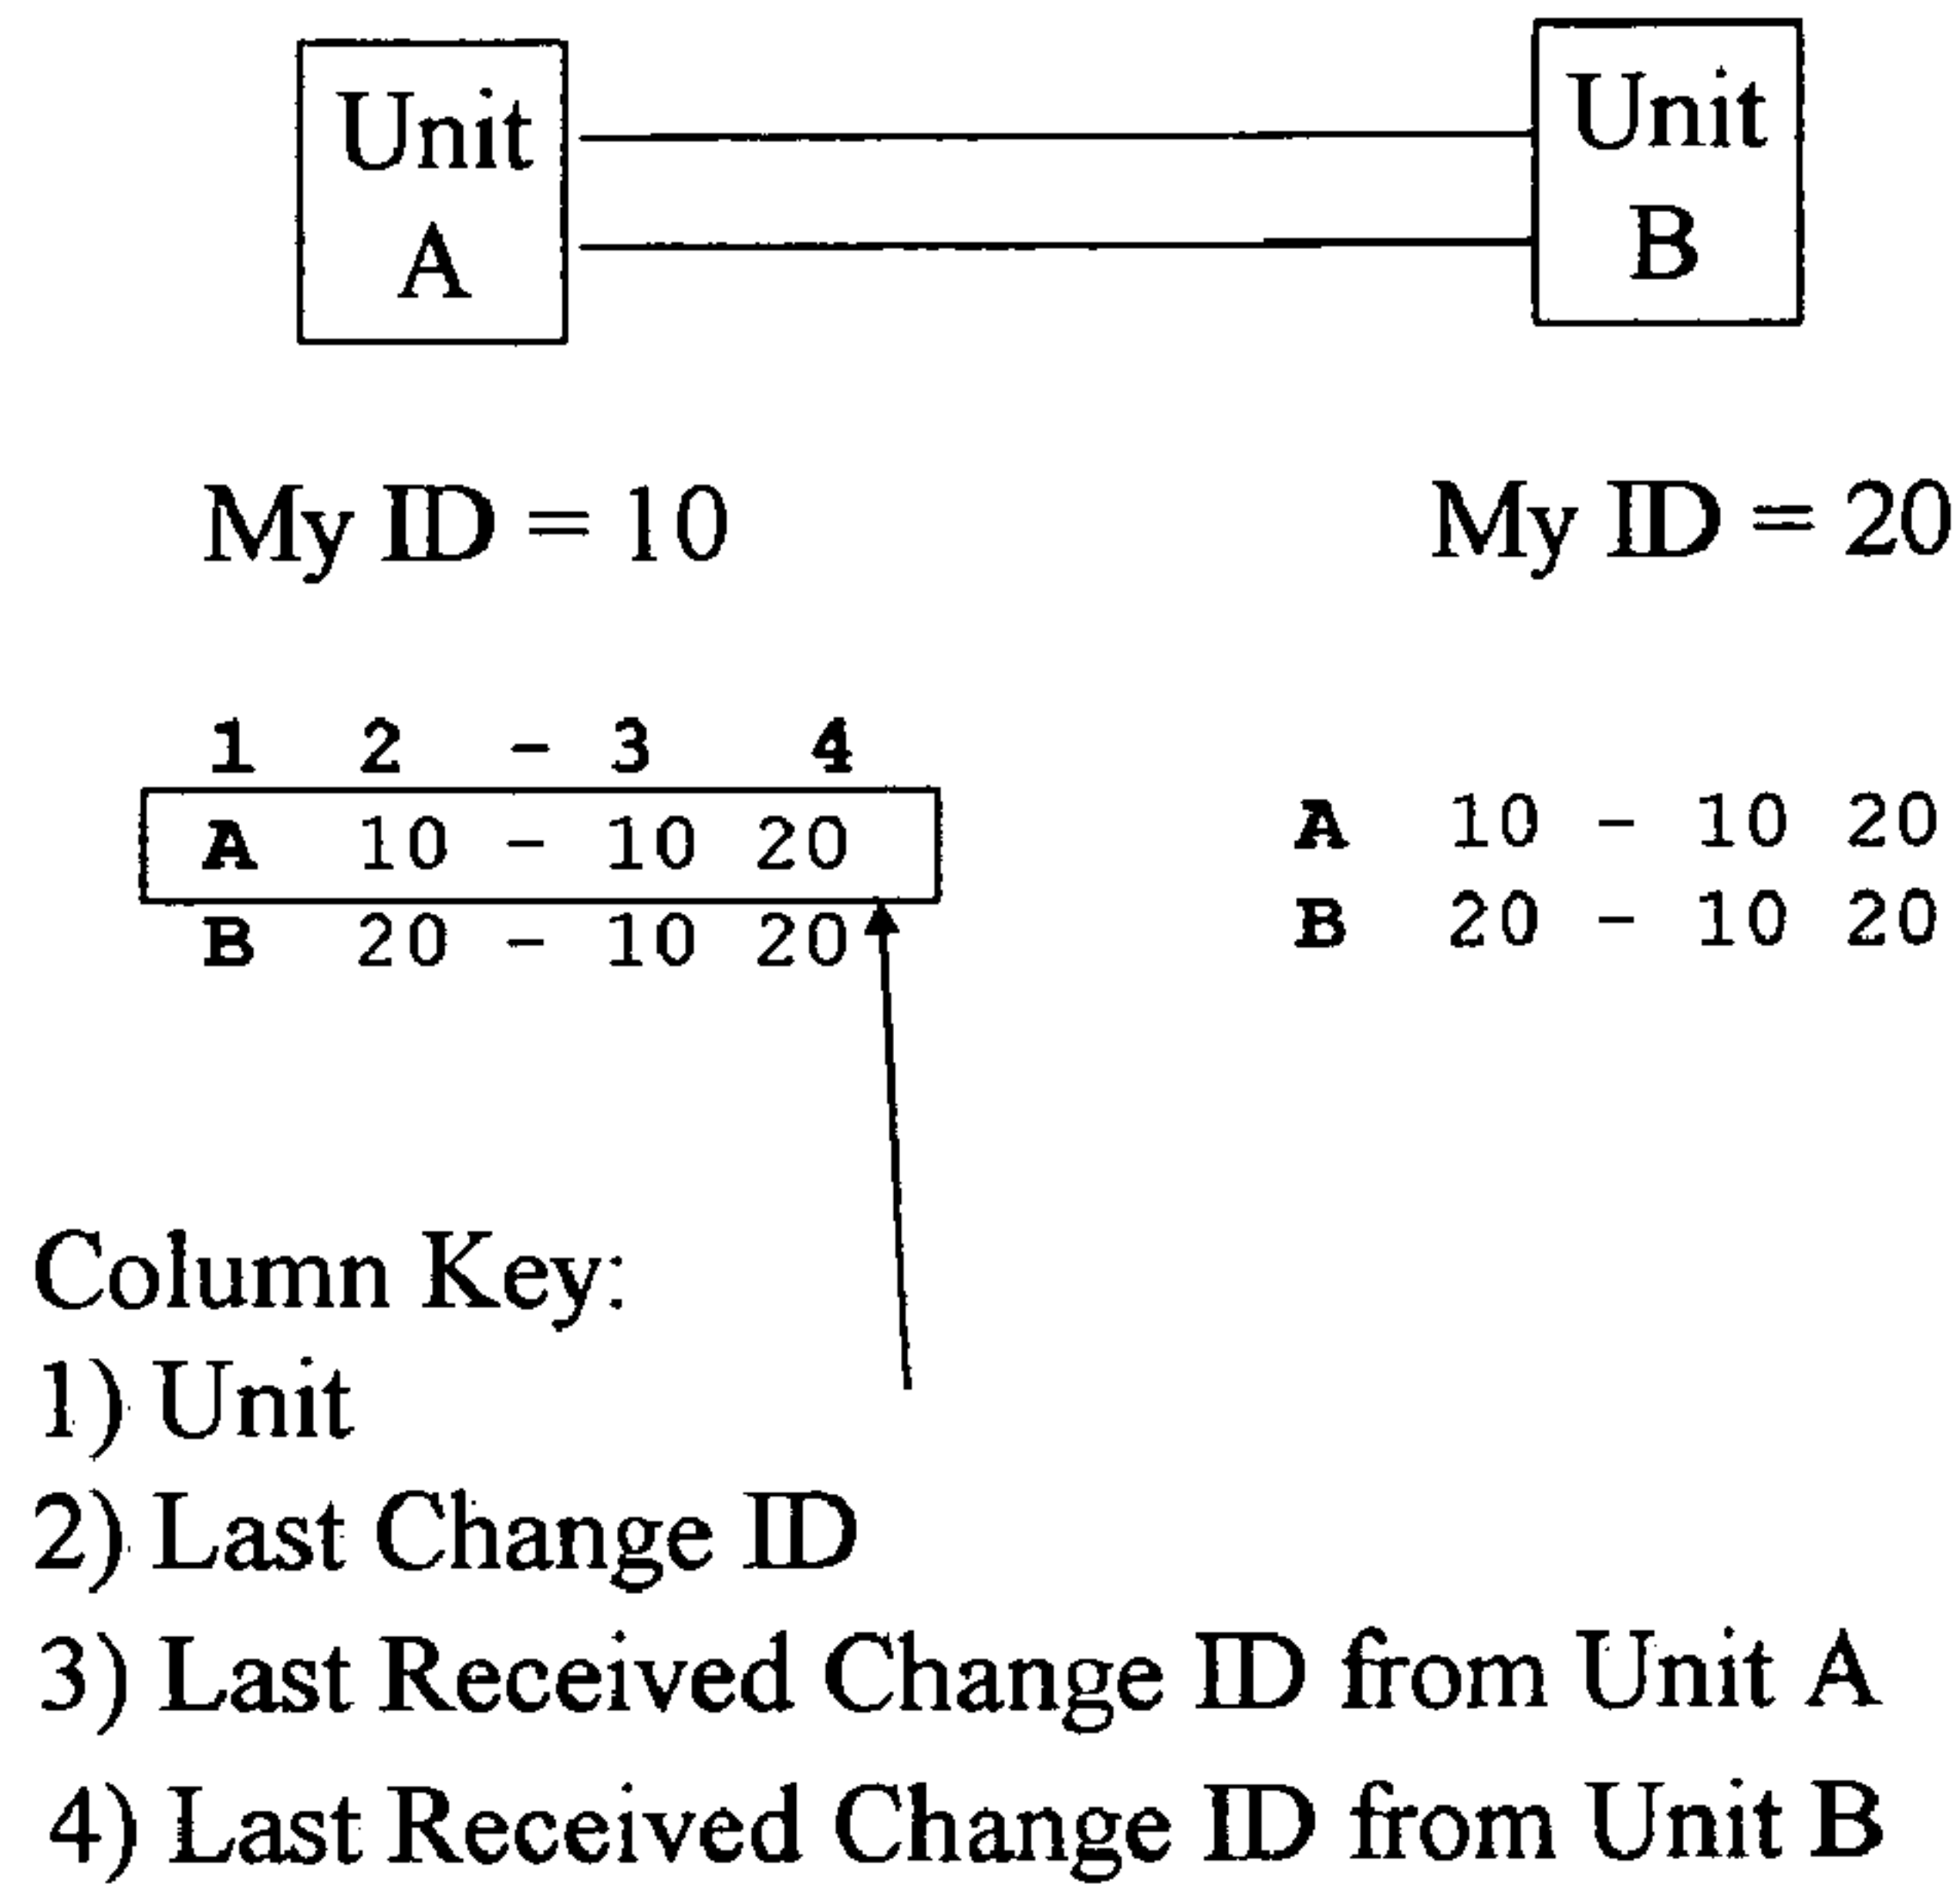 Unit
A
Unit
B
My ID = 10
My ID = 20
1 2 - 3 4
A 10 - 10 20
B 20 - 10 20
A 10 - 10 20
B 20 - 10 20
Column Key:
1) Unit
2) Last Change ID
3) Last Received Change ID from Unit A
4) Last Received Change ID from Unit B